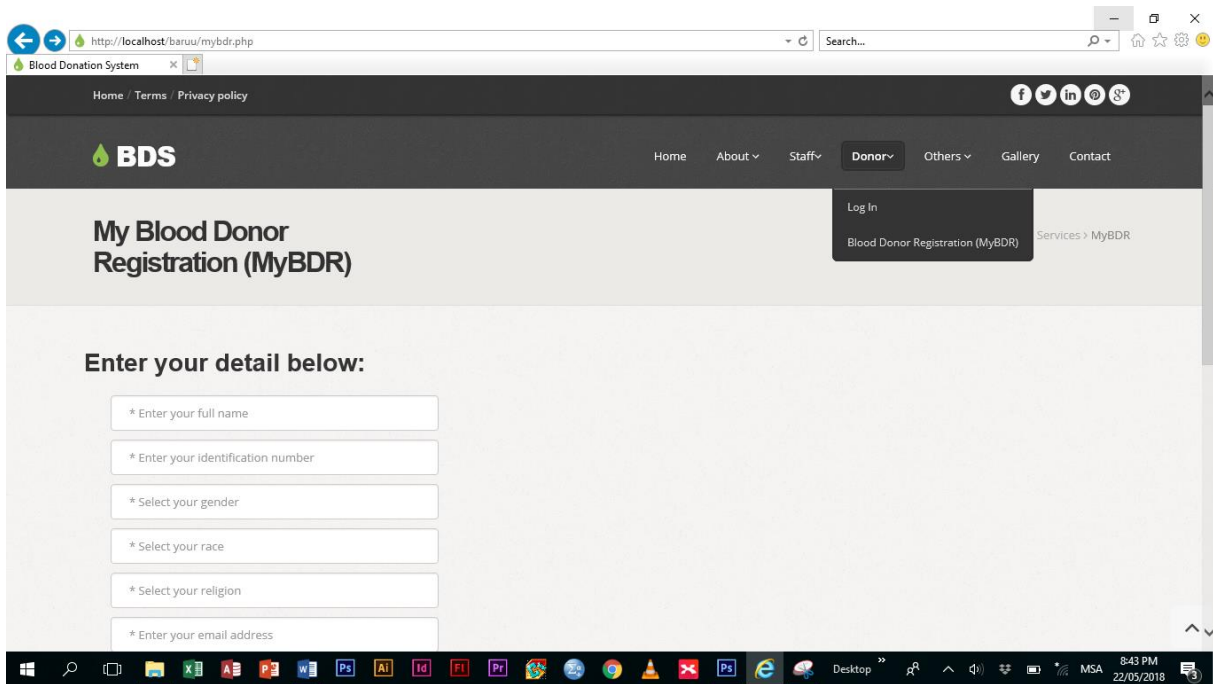 http://localhost/baruu/mybdr.php
Search...
Blood Donation System
Home / Terms / Privacy policy
BDS
Home About Staff Donor Others Gallery Contact
Log In
Blood Donor Registration (MyBDR)
My Blood Donor
Registration (MyBDR)
Services > MyBDR
Enter your detail below:
* Enter your full name
* Enter your identification number
* Select your gender
* Select your race
* Select your religion
* Enter your email address
Desktop
MSA
8:43 PM
22/05/2018
3